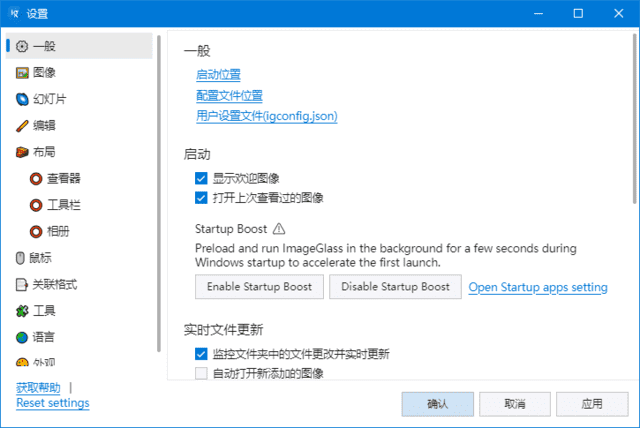 设置
一般
图像
幻灯片
编辑
布局
查看器
工具栏
相册
鼠标
关联格式
工具
语言
外观
获取帮助 |
Reset settings
一般
启动位置
配置文件位置
用户设置文件(igconfig.json)
启动
显示欢迎图像
打开上次查看过的图像
Startup Boost
Preload and run ImageGlass in the background for a few seconds during
Windows startup to accelerate the first launch.
Enable Startup Boost Disable Startup Boost Open Startup apps setting
实时文件更新
监控文件夹中的文件更改并实时更新
自动打开新添加的图像
确认 取消 应用